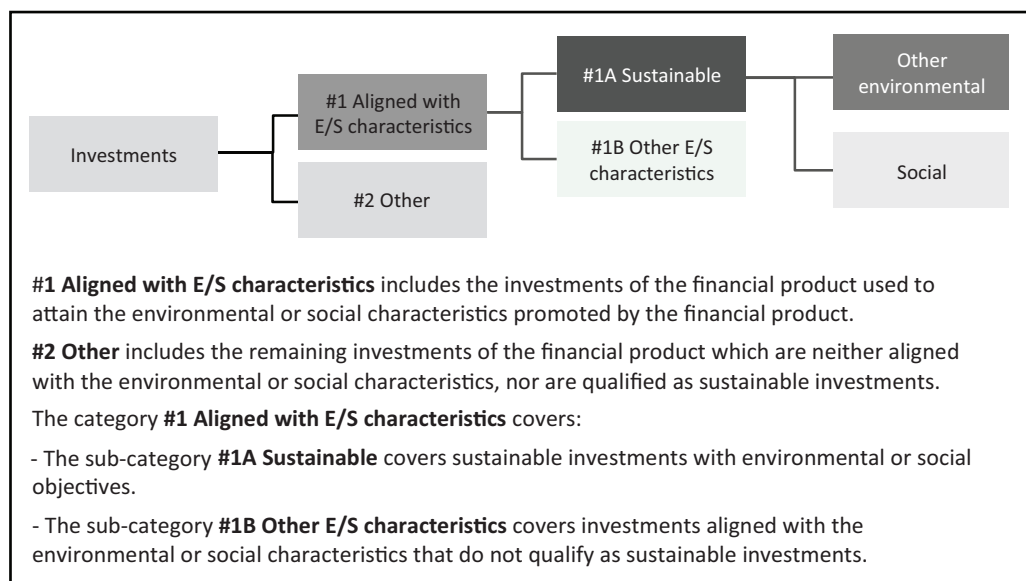 Investments
#1 Aligned with
E/S characteristics
#2 Other
#1A Sustainable
#1B Other E/S
characteristics
Other
environmental
Social
#1 Aligned with E/S characteristics includes the investments of the financial product used to
attain the environmental or social characteristics promoted by the financial product.
#2 Other includes the remaining investments of the financial product which are neither aligned
with the environmental or social characteristics, nor are qualified as sustainable investments.
The category #1 Aligned with E/S characteristics covers:
- The sub-category #1A Sustainable covers sustainable investments with environmental or social
objectives.
- The sub-category #1B Other E/S characteristics covers investments aligned with the
environmental or social characteristics that do not qualify as sustainable investments.